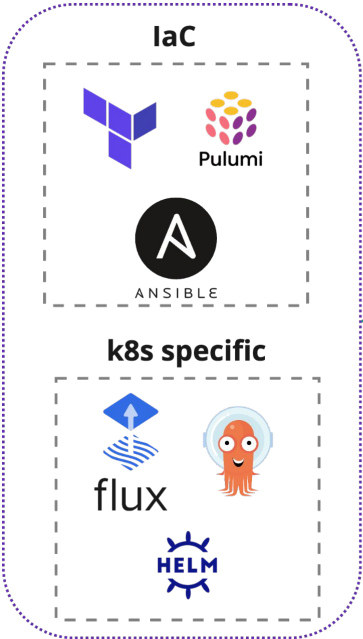 IaC
Pulumi
ANSIBLE
k8s specific
flux
HELM